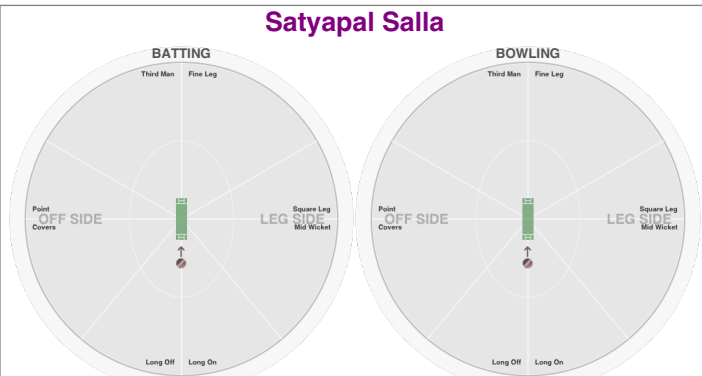 Satyapal Salla
BATTING
Third Man Fine Leg
Point
OFF SIDE
Covers
Square Leg
LEG SIDE
Mid Wicket
Long Off Long On
BOWLING
Third Man Fine Leg
Point
OFF SIDE
Covers
Square Leg
LEG SIDE
Mid Wicket
Long Off Long On